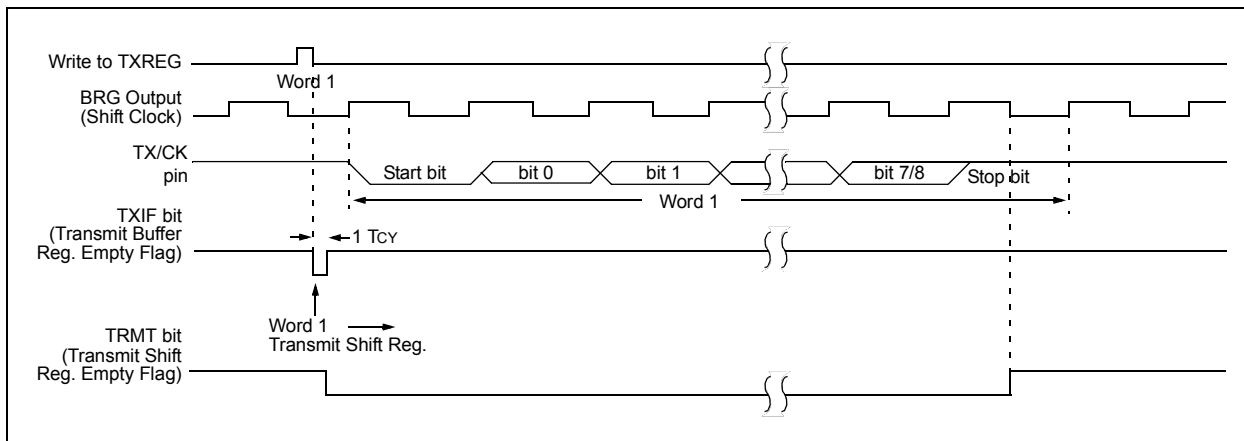 Write to TXREG
Word 1
BRG Output
(Shift Clock)
TX/CK
pin
Start bit
bit 0
bit 1
bit 7/8
Stop bit
Word 1
TXIF bit
(Transmit Buffer
Reg. Empty Flag)
1 TCY
Word 1
Transmit Shift Reg.
TRMT bit
(Transmit Shift
Reg. Empty Flag)